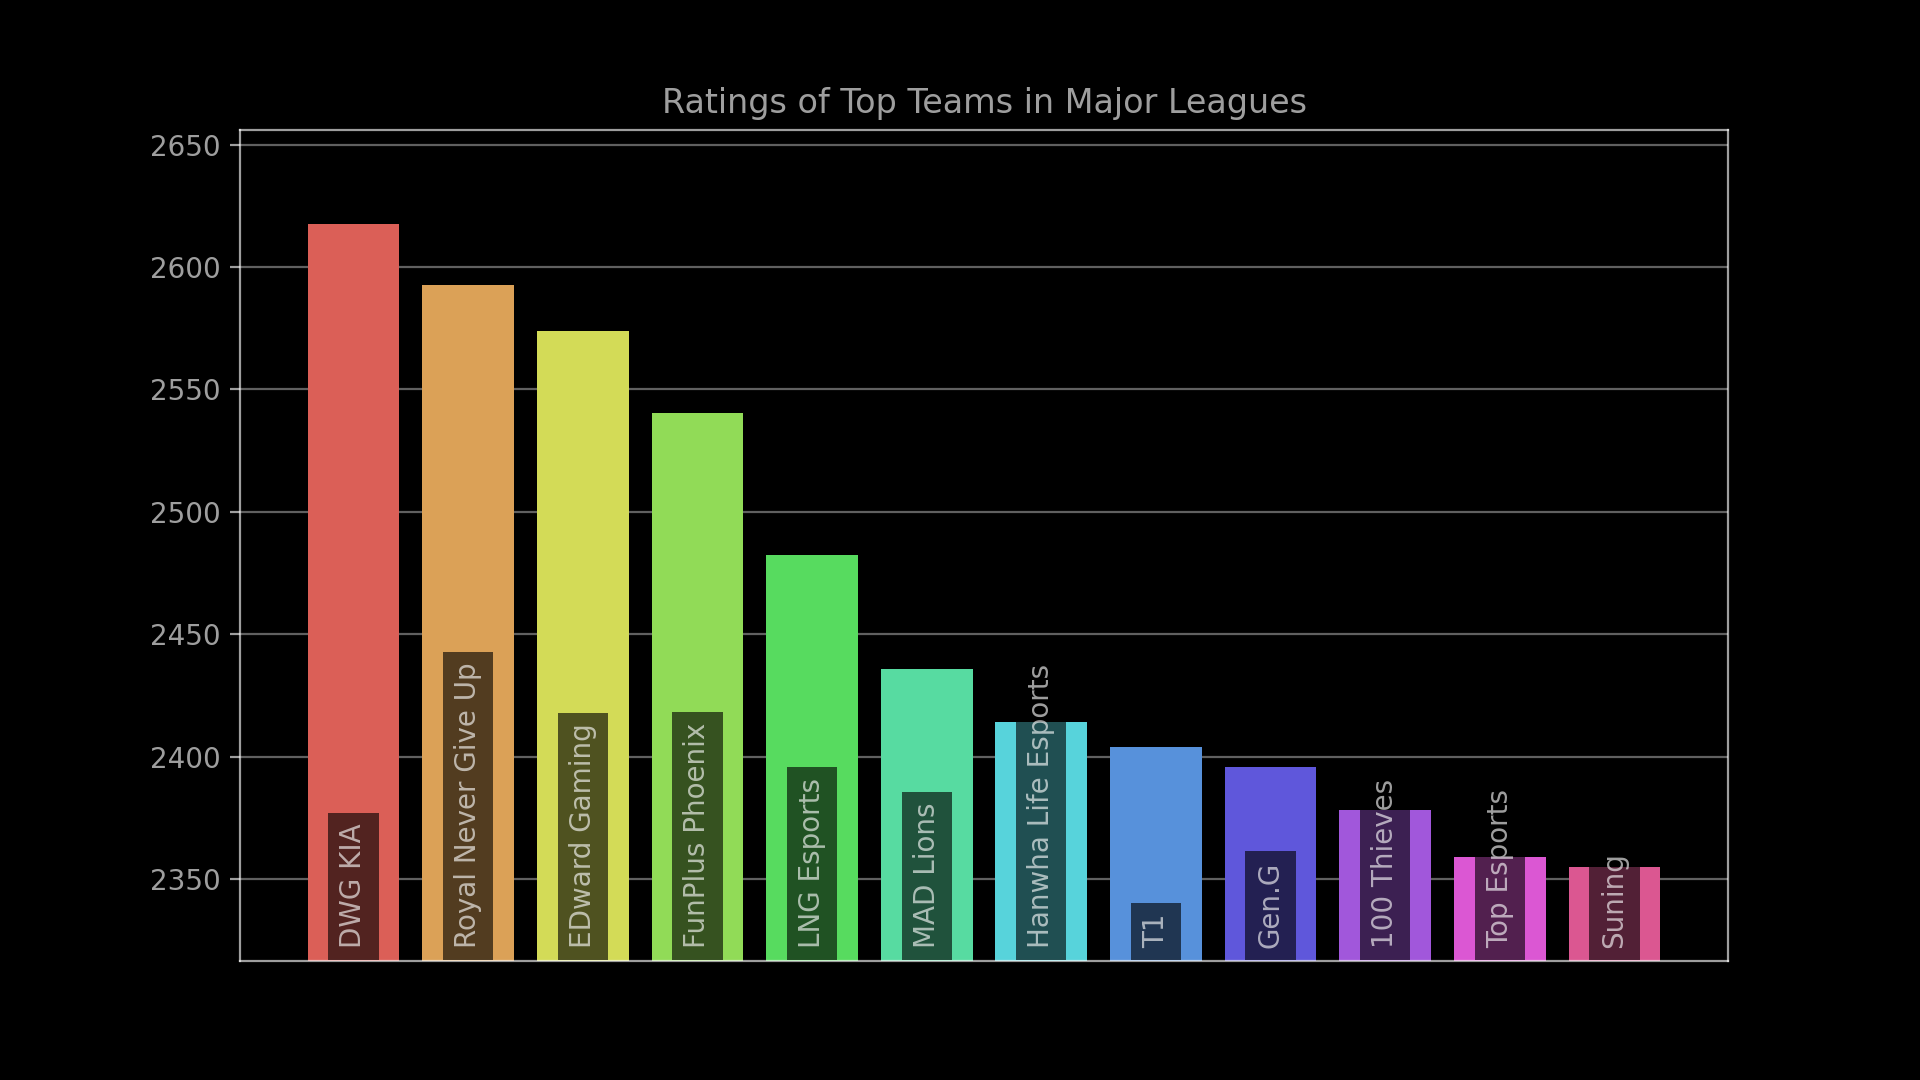 Ratings of Top Teams in Major Leagues
2650
2600
2550
2500
2450
2400
2350
DWG KIA
Royal Never Give Up
EDward Gaming
FunPlus Phoenix
LNG Esports
MAD Lions
Hanwha Life Esports
T1
Gen.G
100 Thieves
Top Esports
Suning